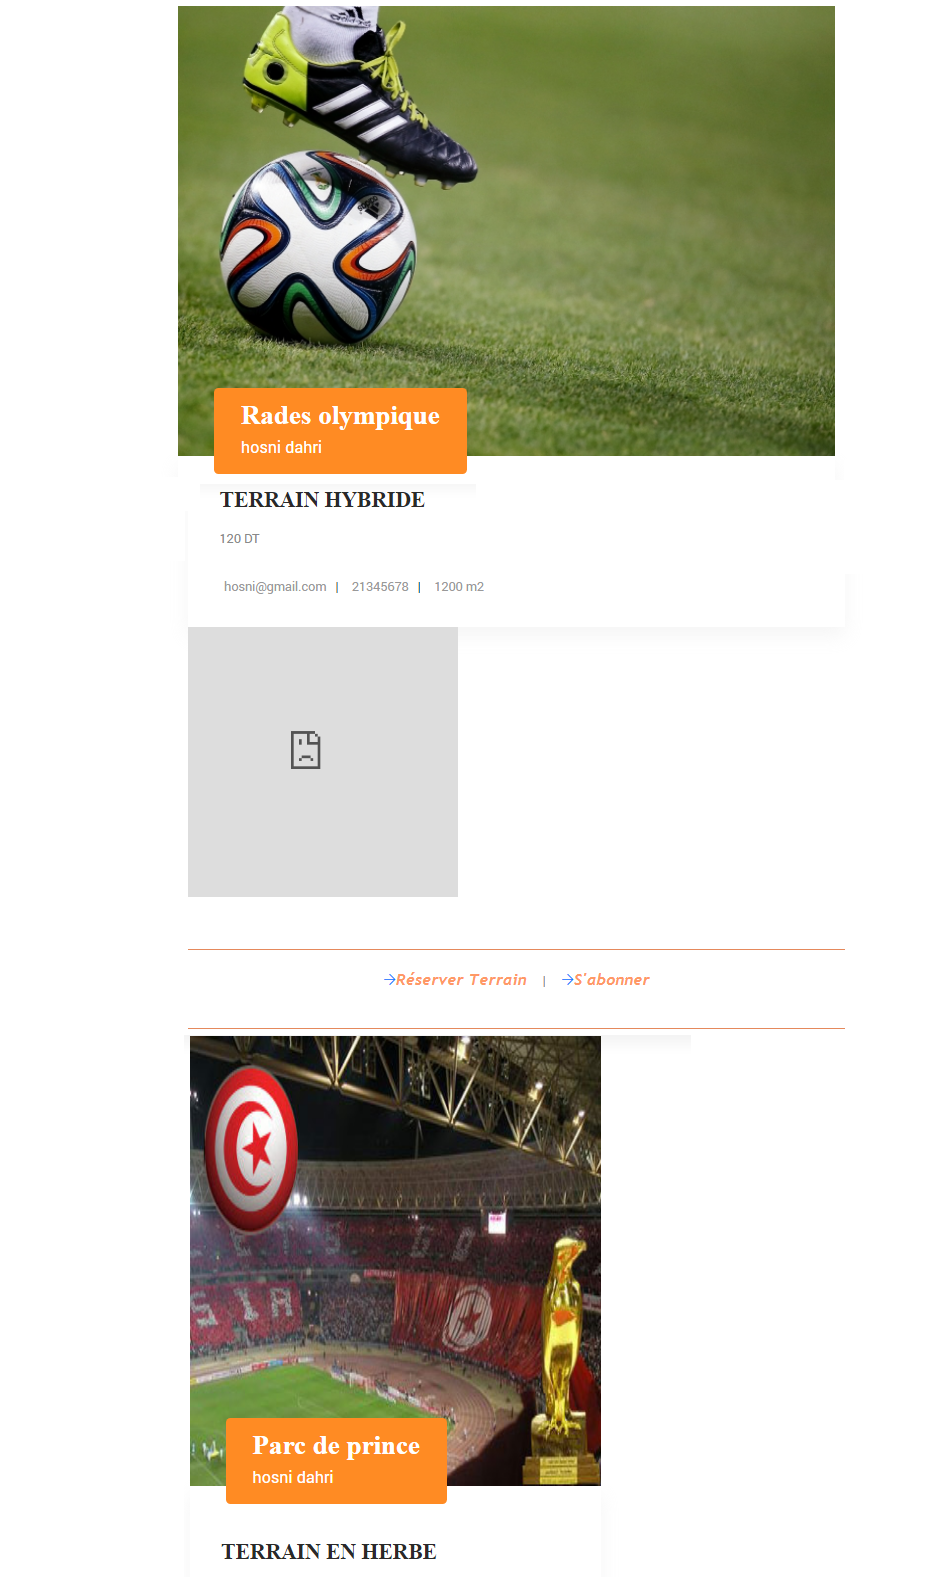 Rades olympique
hosni dahri
TERRAIN HYBRIDE
120 DT
hosni@gmail.com | 21345678 | 1200 m2
→Réserver Terrain | →S'abonner
Parc de prince
hosni dahri
TERRAIN EN HERBE